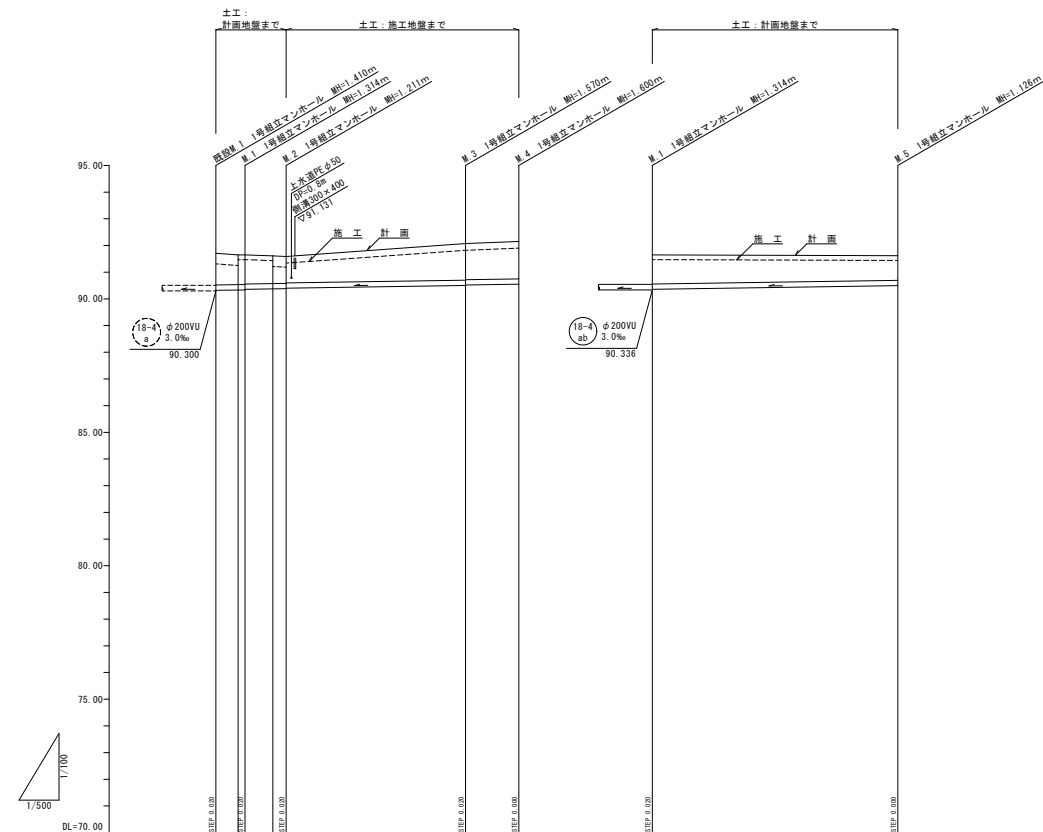 土工：
計画地盤まで
土工：施工地盤まで
土工：計画地盤まで
既設M.1 1号組立マンホール MH=1.410m
M.1 1号組立マンホール MH=1.314m
M.2 1号組立マンホール MH=1.211m
M.3 1号組立マンホール MH=1.570m
M.4 1号組立マンホール MH=1.600m
M.1 1号組立マンホール MH=1.314m
M.5 1号組立マンホール MH=1.126m
上水道PEφ50
DP=0.8m
側溝300×400
▽91.131
95.00
施 工 計 画
施 工 計 画
90.00
18-4
a
φ200VU
3.0‰
90.300
18-4
ab
φ200VU
3.0‰
90.336
85.00
80.00
75.00
1/100
1/500
DL=70.00
STEP 0.020
STEP 0.020
STEP 0.020
STEP 0.020
STEP 0.000
STEP 0.020
STEP 0.000